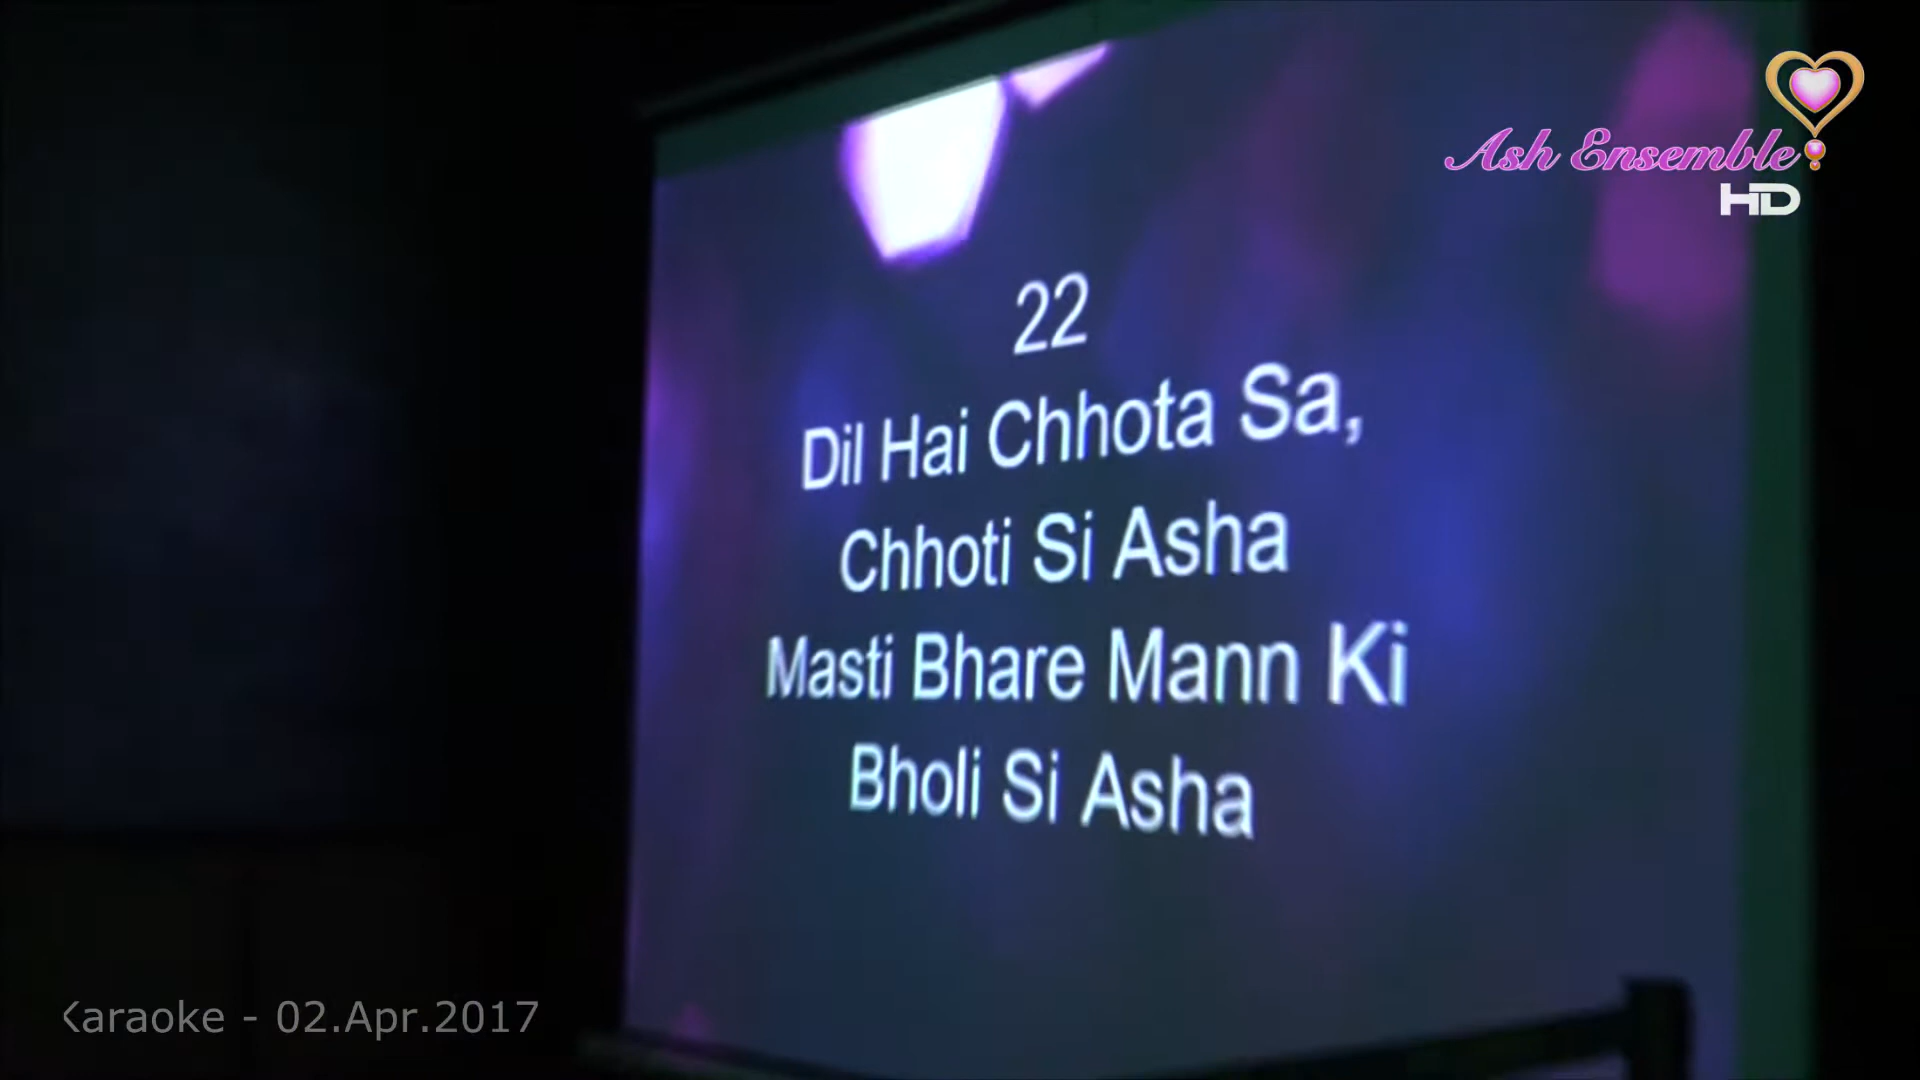 Ash Ensemble
HD
22
Dil Hai Chhota Sa,
Chhoti Si Asha
Masti Bhare Mann Ki
Bholi Si Asha
Karaoke - 02.Apr.2017